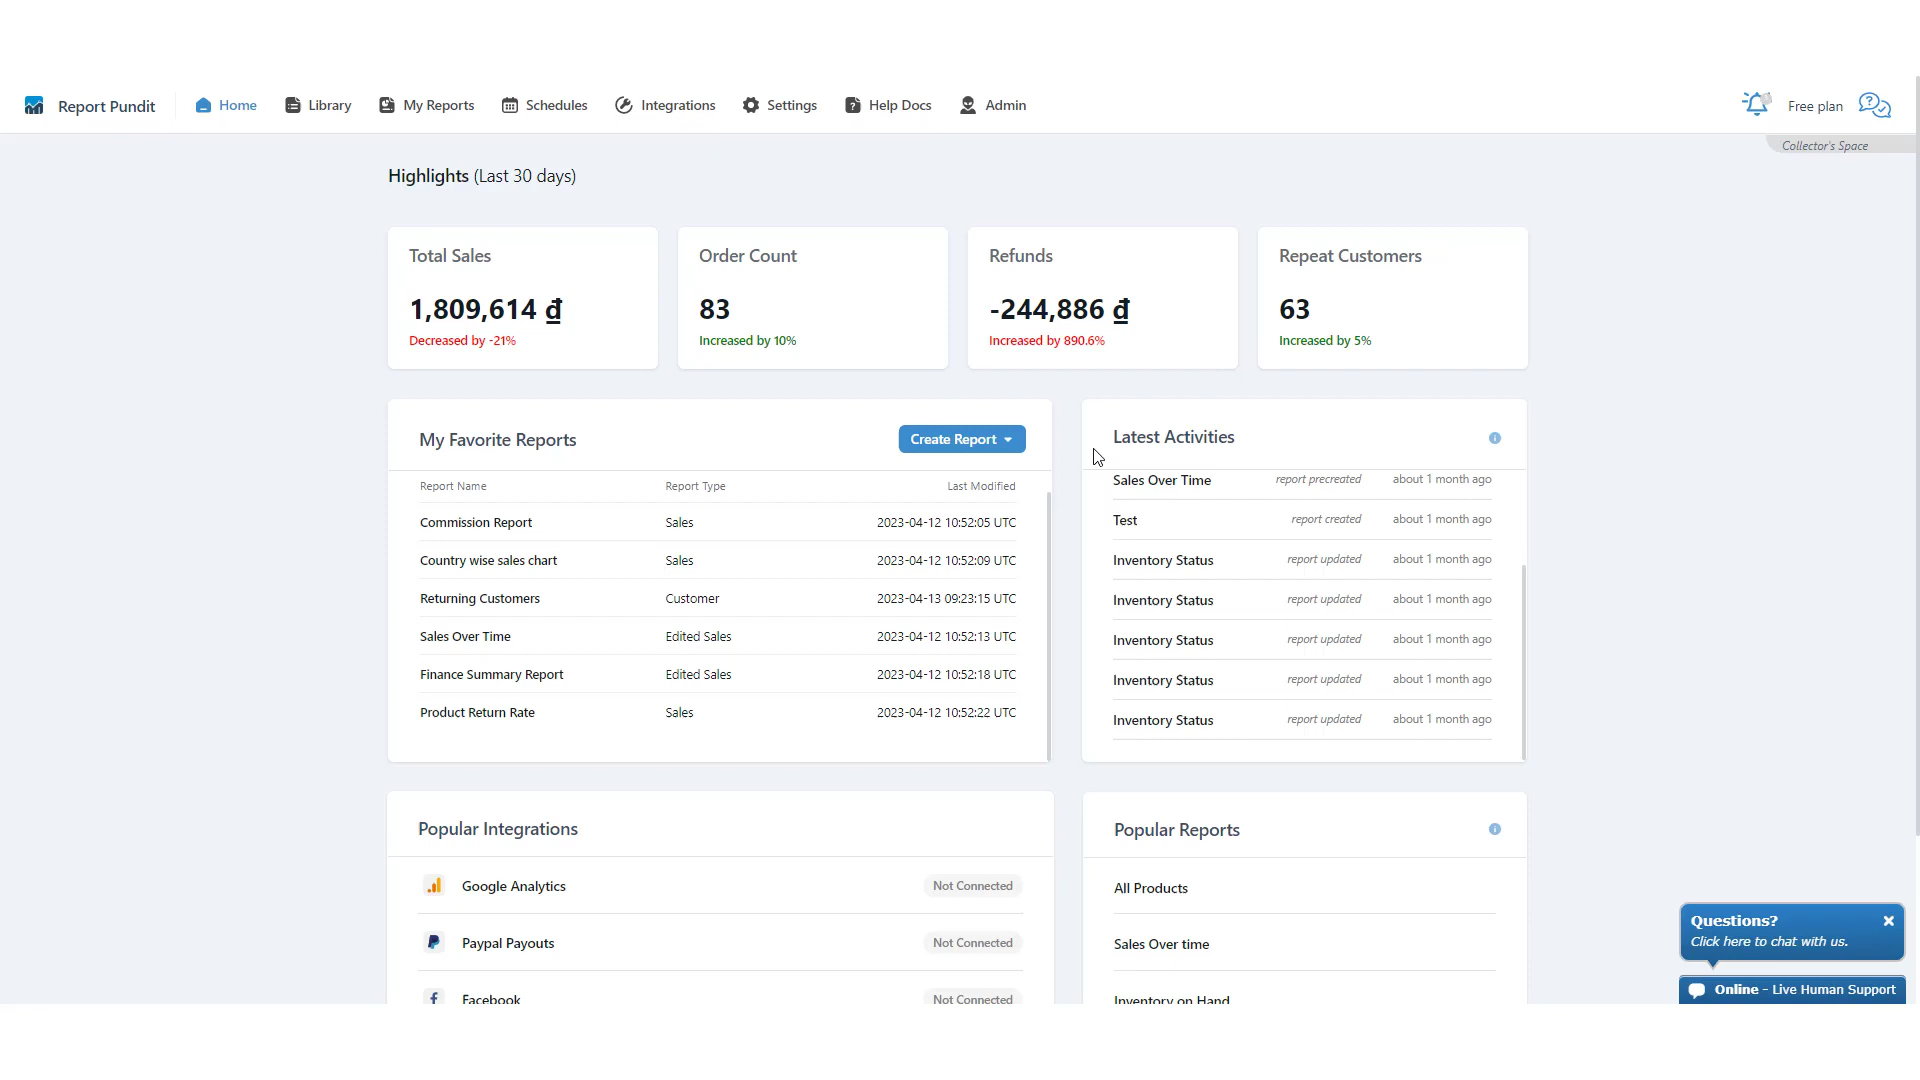 Report Pundit
Home
Library
My Reports
Schedules
Integrations
Settings
Help Docs
Admin
Free plan
Collector's Space
Highlights (Last 30 days)
Total Sales
1,809,614 ₫
Decreased by -21%
Order Count
83
Increased by 10%
Refunds
-244,886 ₫
Increased by 890.6%
Repeat Customers
63
Increased by 5%
My Favorite Reports
Create Report
Report Name Report Type Last Modified
Commission Report Sales 2023-04-12 10:52:05 UTC
Country wise sales chart Sales 2023-04-12 10:52:09 UTC
Returning Customers Customer 2023-04-13 09:23:15 UTC
Sales Over Time Edited Sales 2023-04-12 10:52:13 UTC
Finance Summary Report Edited Sales 2023-04-12 10:52:18 UTC
Product Return Rate Sales 2023-04-12 10:52:22 UTC
Latest Activities
Sales Over Time report precreated about 1 month ago
Test report created about 1 month ago
Inventory Status report updated about 1 month ago
Inventory Status report updated about 1 month ago
Inventory Status report updated about 1 month ago
Inventory Status report updated about 1 month ago
Inventory Status report updated about 1 month ago
Popular Integrations
Google Analytics Not Connected
Paypal Payouts Not Connected
Facebook Not Connected
Popular Reports
All Products
Sales Over time
Inventory on Hand
Questions?
Click here to chat with us.
Online - Live Human Support